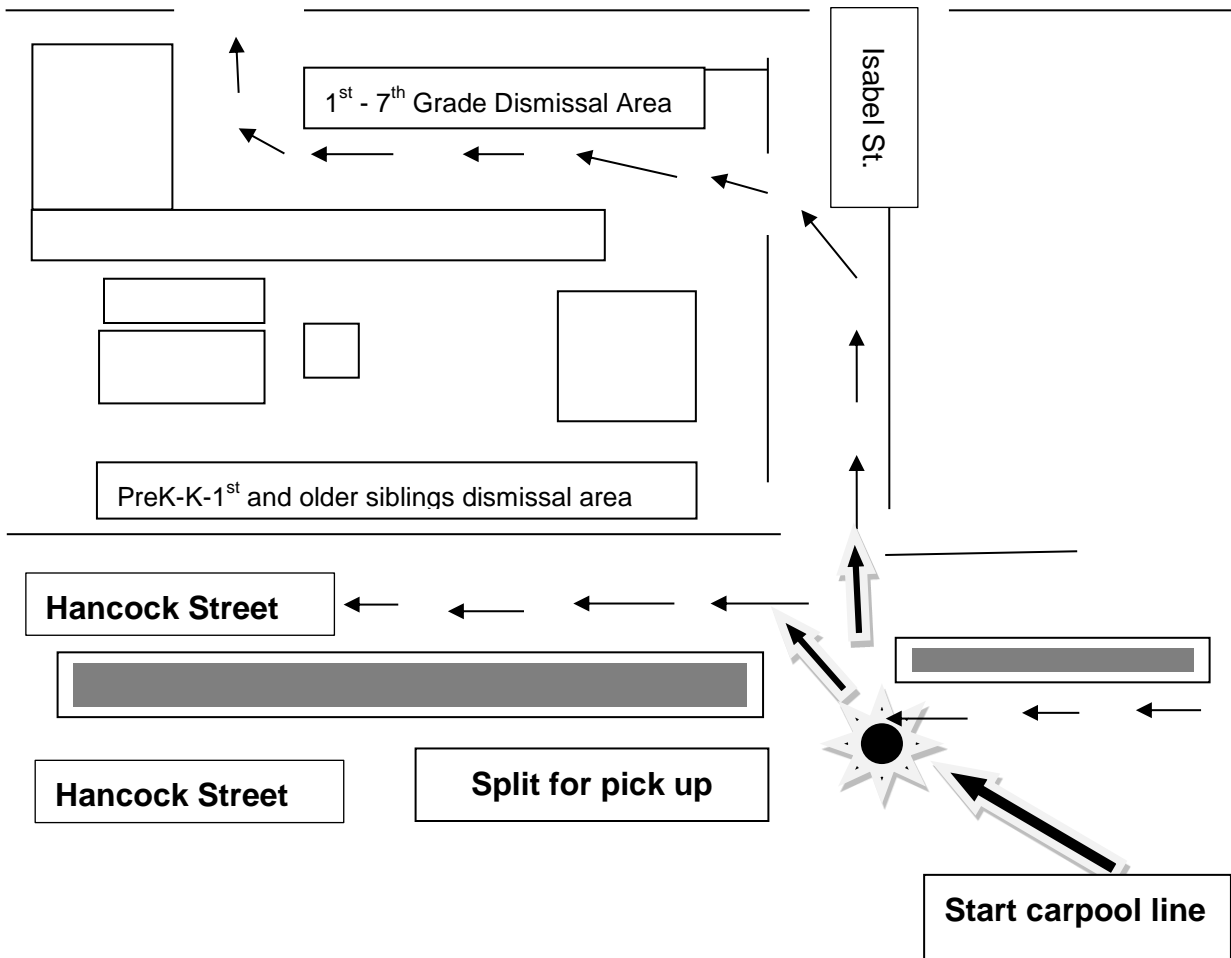 1st - 7th Grade Dismissal Area
Isabel St.
PreK-K-1st and older siblings dismissal area
Hancock Street
Hancock Street
Split for pick up
Start carpool line